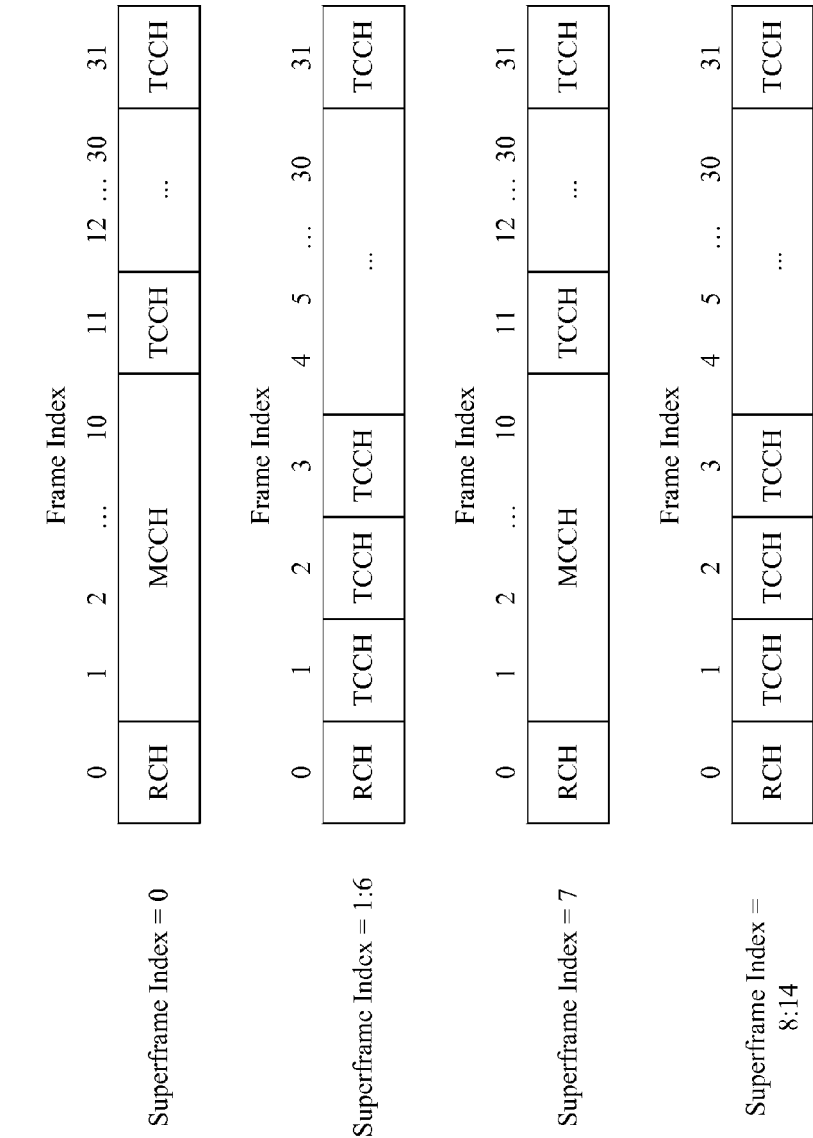 Frame Index
0 1 2 … 10 11 12 … 30 31
Superframe Index = 0
RCH MCCH TCCH ... TCCH
Frame Index
0 1 2 3 4 5 … 30 31
Superframe Index = 1:6
RCH TCCH TCCH TCCH ... TCCH
Frame Index
0 1 2 … 10 11 12 … 30 31
Superframe Index = 7
RCH MCCH TCCH ... TCCH
Frame Index
0 1 2 3 4 5 … 30 31
Superframe Index =
8:14
RCH TCCH TCCH TCCH ... TCCH